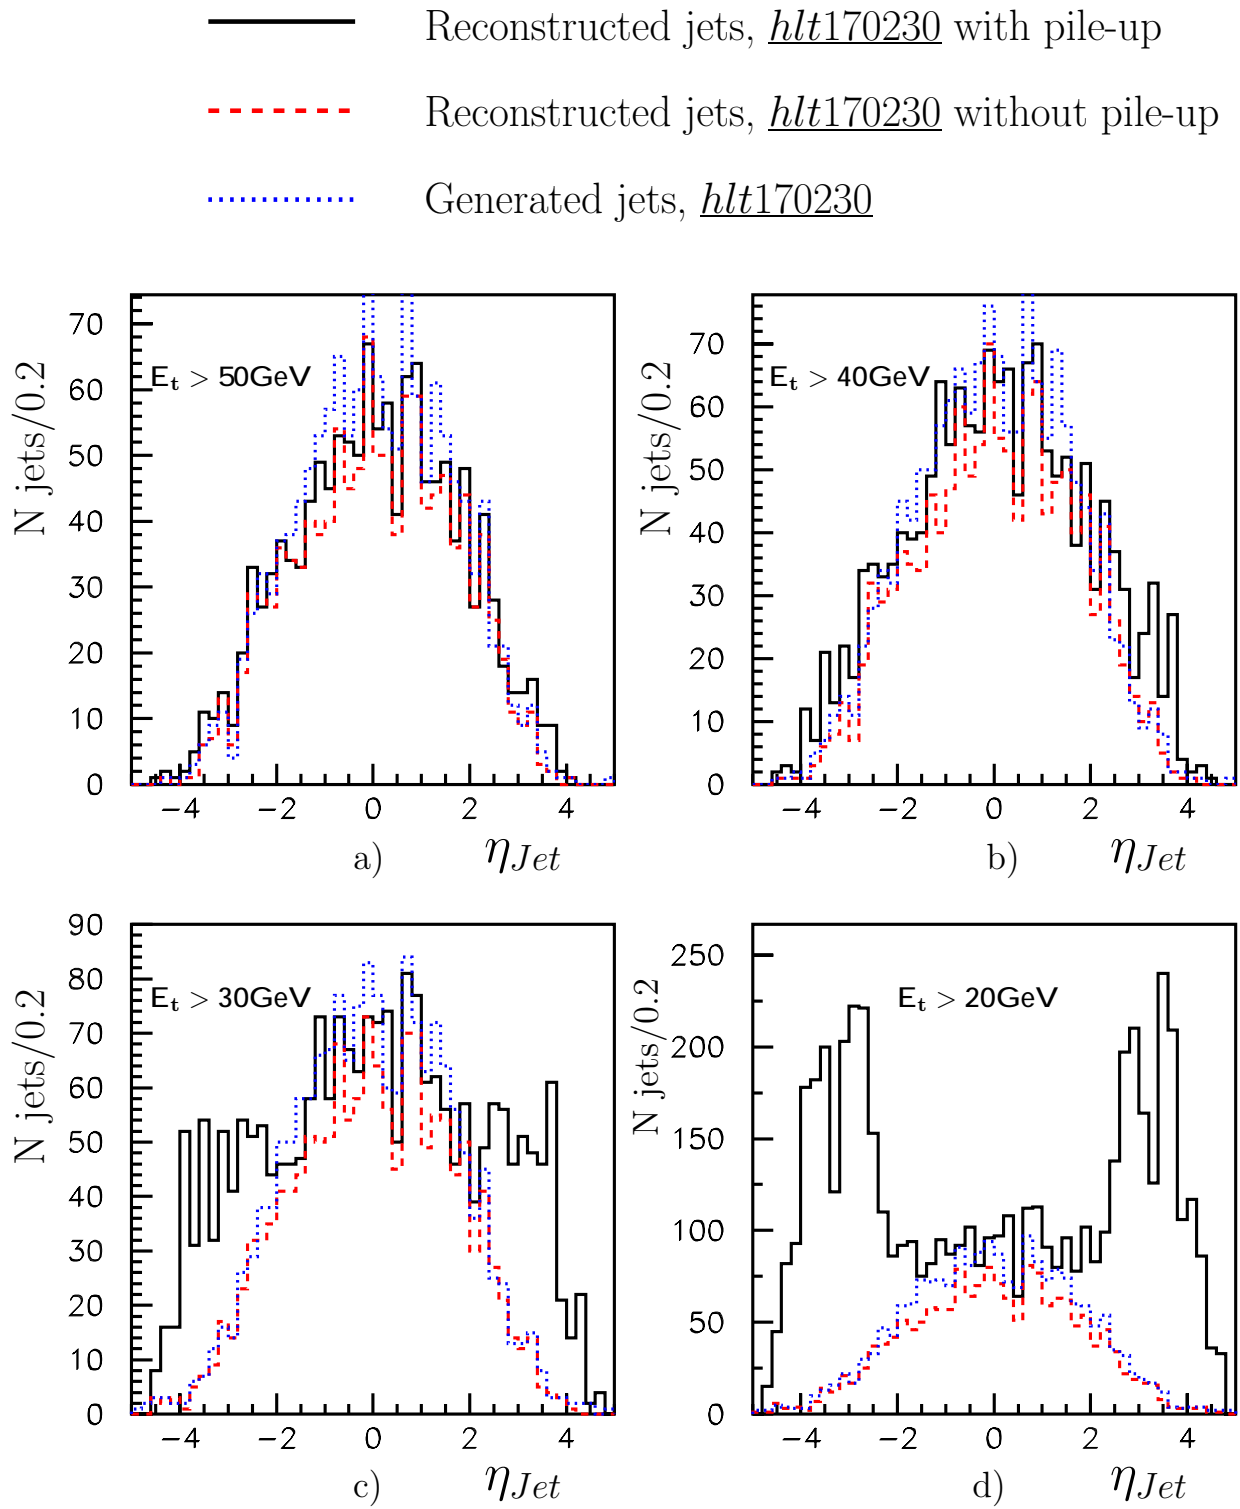 Reconstructed jets, hlt170230 with pile-up
Reconstructed jets, hlt170230 without pile-up
Generated jets, hlt170230
N jets/0.2
70
60
50
40
30
20
10
0
Et > 50GeV
−4 −2 0 2 4
a) ηJet
N jets/0.2
70
60
50
40
30
20
10
0
Et > 40GeV
−4 −2 0 2 4
b) ηJet
N jets/0.2
90
80
70
60
50
40
30
20
10
0
Et > 30GeV
−4 −2 0 2 4
c) ηJet
N jets/0.2
250
200
150
100
50
0
Et > 20GeV
−4 −2 0 2 4
d) ηJet